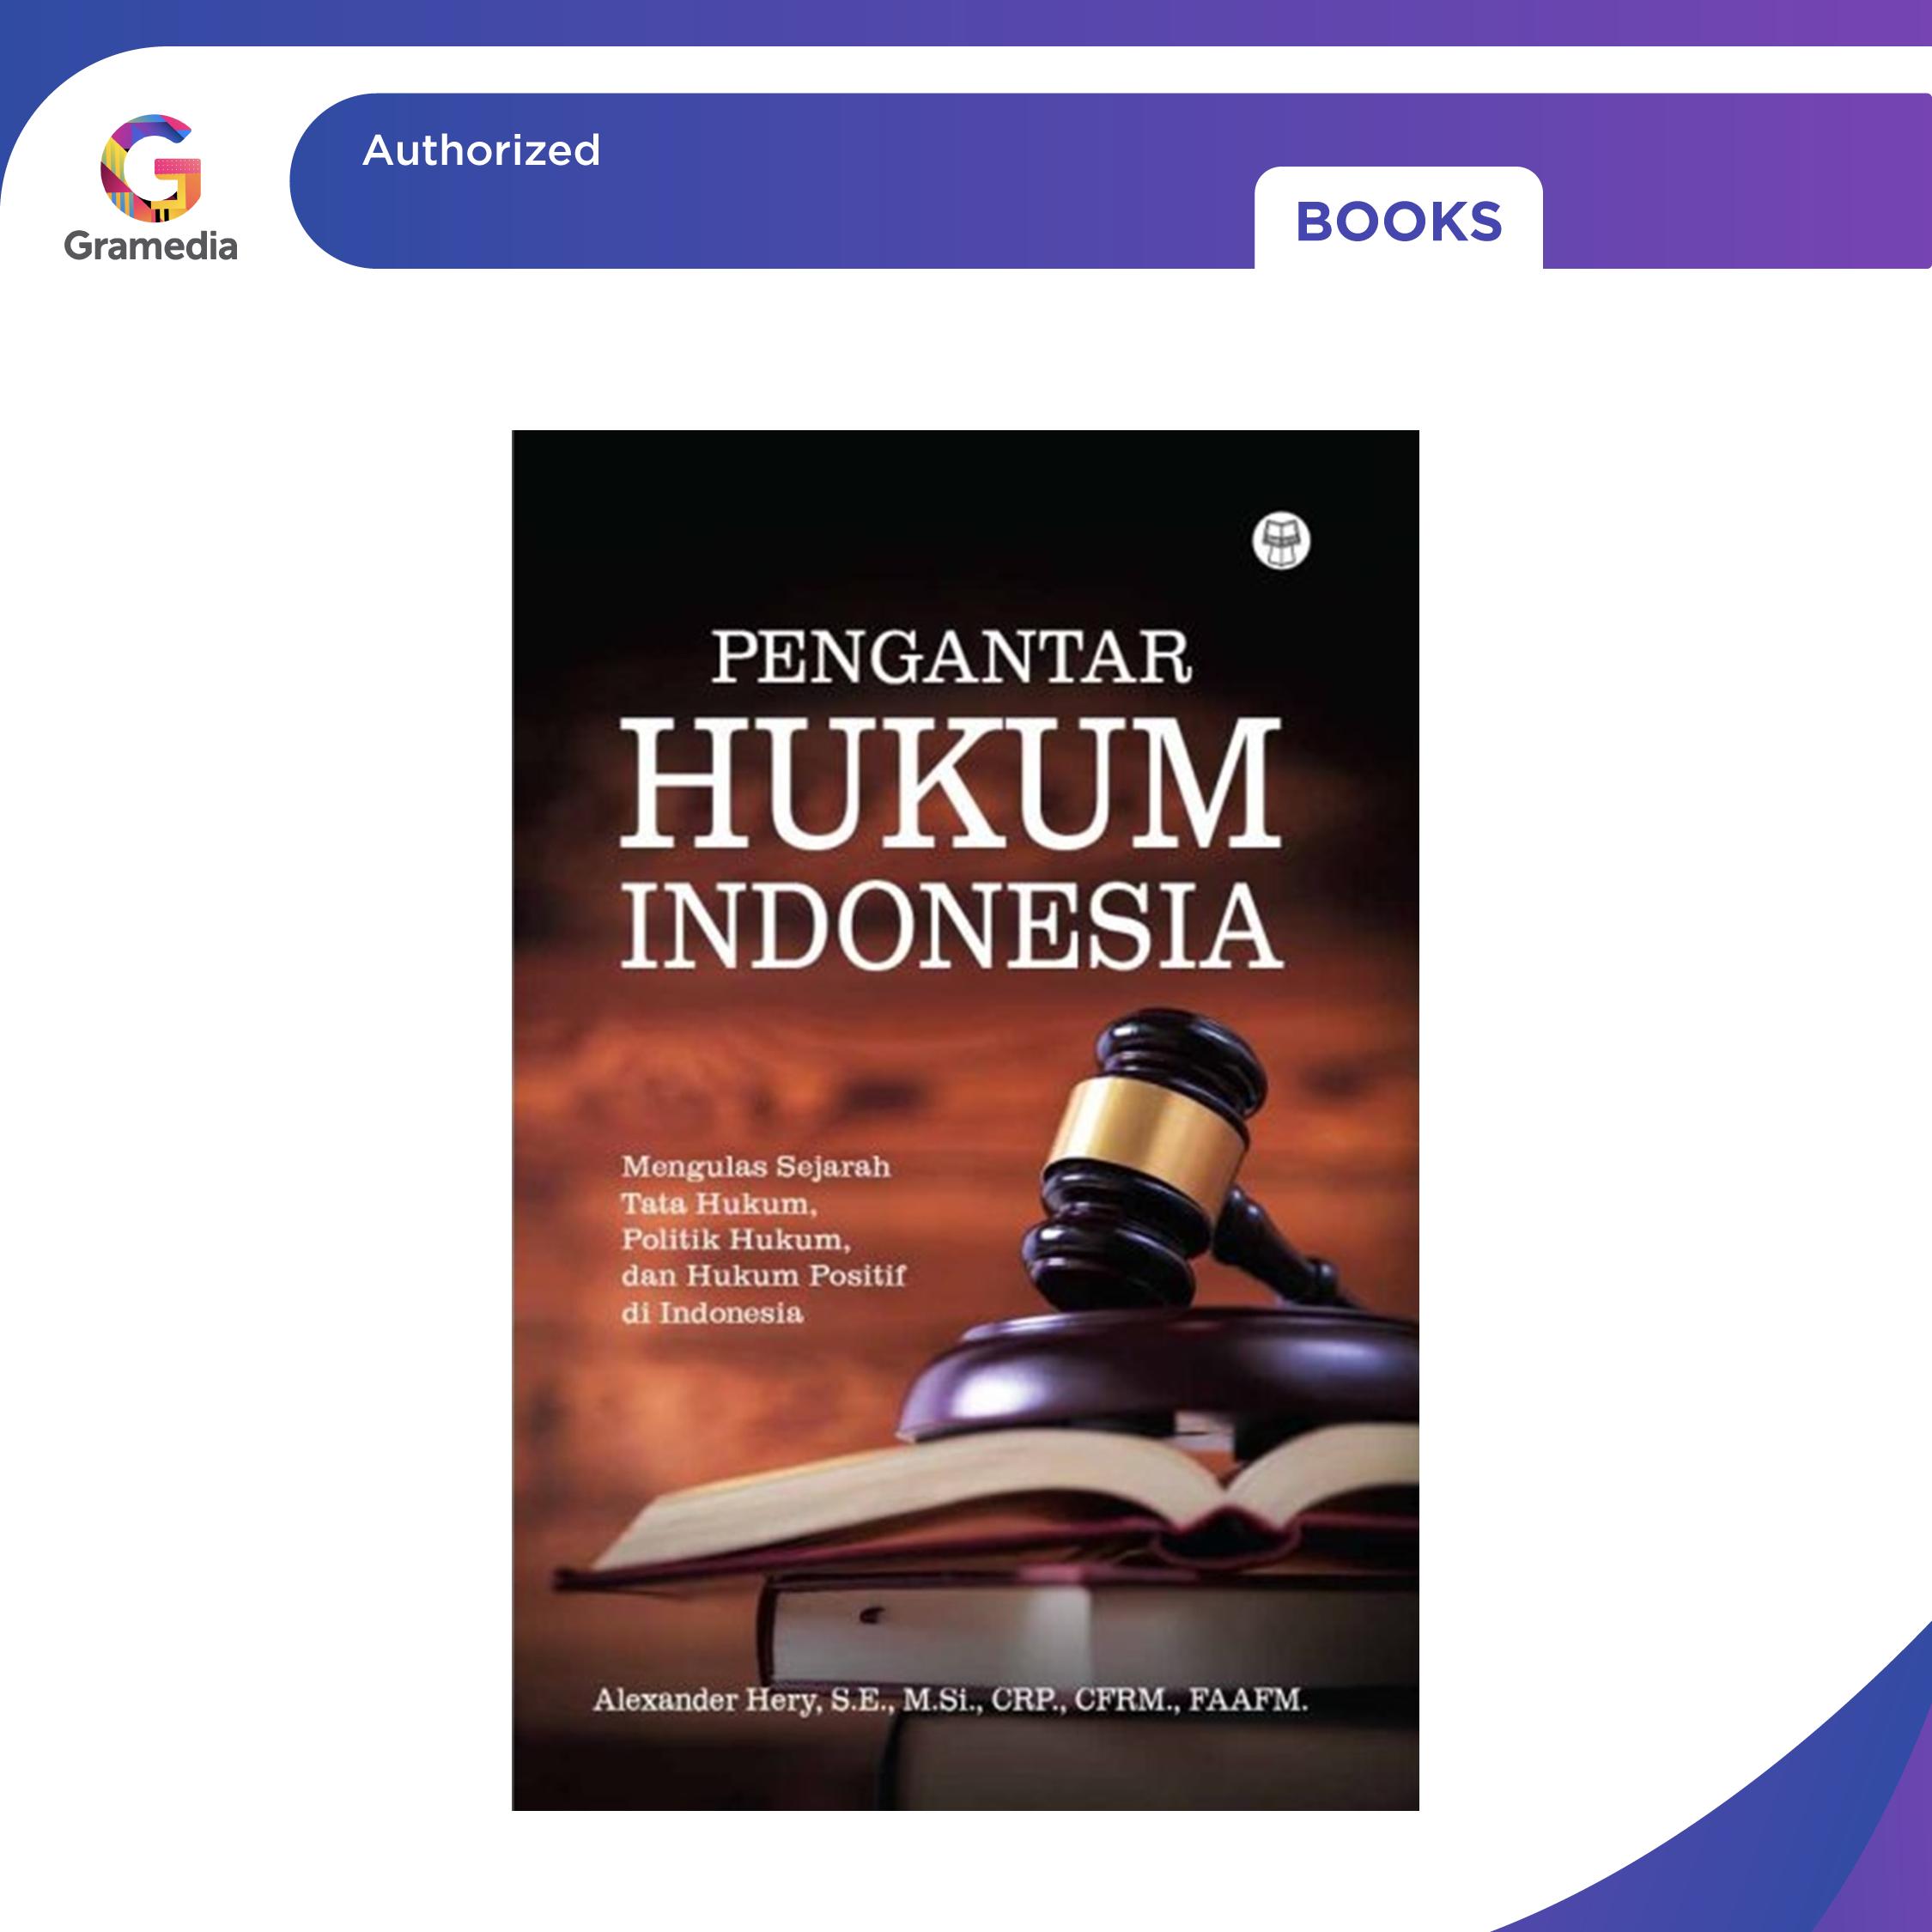 Gramedia
Authorized
BOOKS
PENGANTAR
HUKUM
INDONESIA
Mengulas Sejarah
Tata Hukum,
Politik Hukum,
dan Hukum Positif
di Indonesia
Alexander Hery, S.E., M.Si., CRP., CFRM., FAAFM.